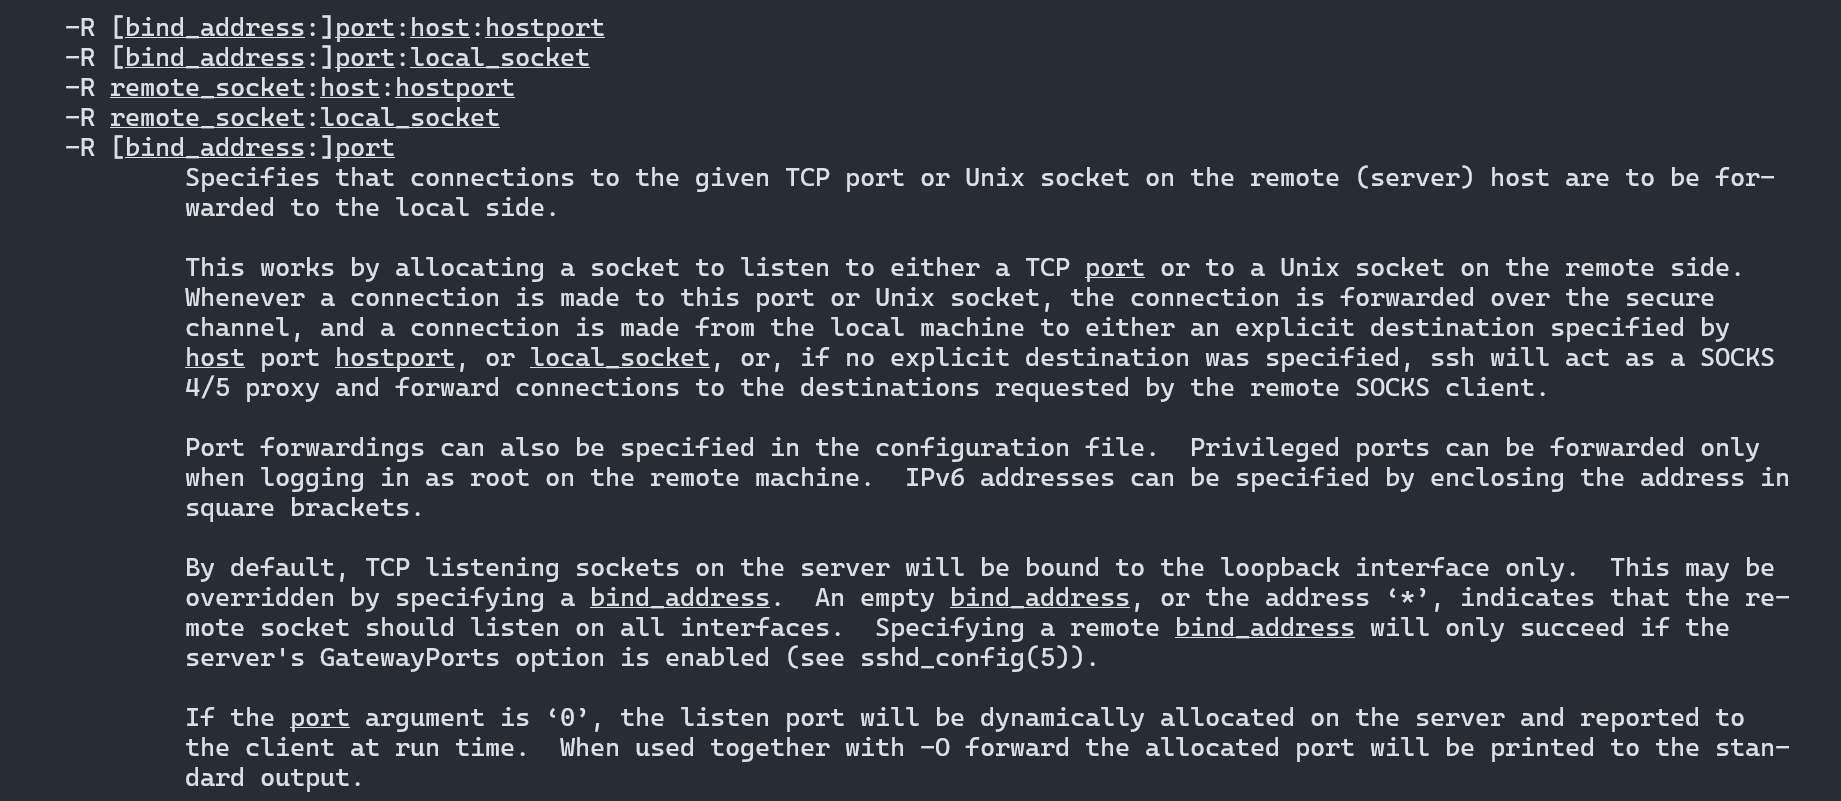 -R [bind_address:]port:host:hostport
-R [bind_address:]port:local_socket
-R remote_socket:host:hostport
-R remote_socket:local_socket
-R [bind_address:]port
Specifies that connections to the given TCP port or Unix socket on the remote (server) host are to be for-
warded to the local side.

This works by allocating a socket to listen to either a TCP port or to a Unix socket on the remote side.
Whenever a connection is made to this port or Unix socket, the connection is forwarded over the secure
channel, and a connection is made from the local machine to either an explicit destination specified by
host port hostport, or local_socket, or, if no explicit destination was specified, ssh will act as a SOCKS
4/5 proxy and forward connections to the destinations requested by the remote SOCKS client.

Port forwardings can also be specified in the configuration file.  Privileged ports can be forwarded only
when logging in as root on the remote machine.  IPv6 addresses can be specified by enclosing the address in
square brackets.

By default, TCP listening sockets on the server will be bound to the loopback interface only.  This may be
overridden by specifying a bind_address.  An empty bind_address, or the address ‘*’, indicates that the re-
mote socket should listen on all interfaces.  Specifying a remote bind_address will only succeed if the
server's GatewayPorts option is enabled (see sshd_config(5)).

If the port argument is ‘0’, the listen port will be dynamically allocated on the server and reported to
the client at run time.  When used together with -O forward the allocated port will be printed to the stan-
dard output.